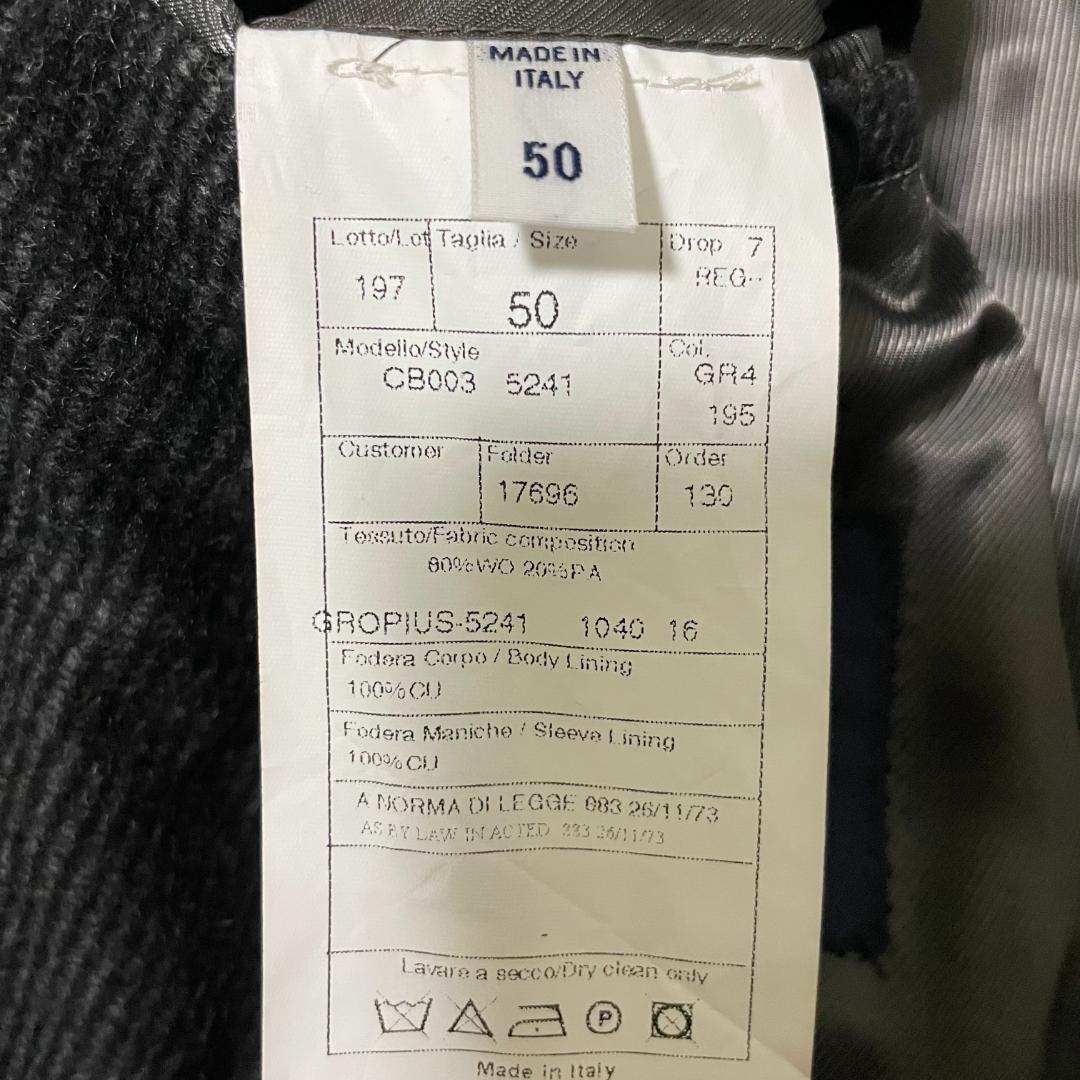 MADE IN
ITALY
50
Lotto/Lot Taglia / Size Drop 7
197 50 REG--
Modello/Style Col.
CB003 5241 GR4
195
Customer Folder Order
17696 130
Tessuto/Fabric composition
80%WO 20%PA
GROPIUS-5241 1040 16
Fodera Corpo / Body Lining
100%CU
Fodera Maniche / Sleeve Lining
100%CU
A NORMA DI LEGGE 883 26/11/73
AS BY LAW IN ACTED 883 26/11/73
Lavare a secco/Dry clean only
P
Made in Italy